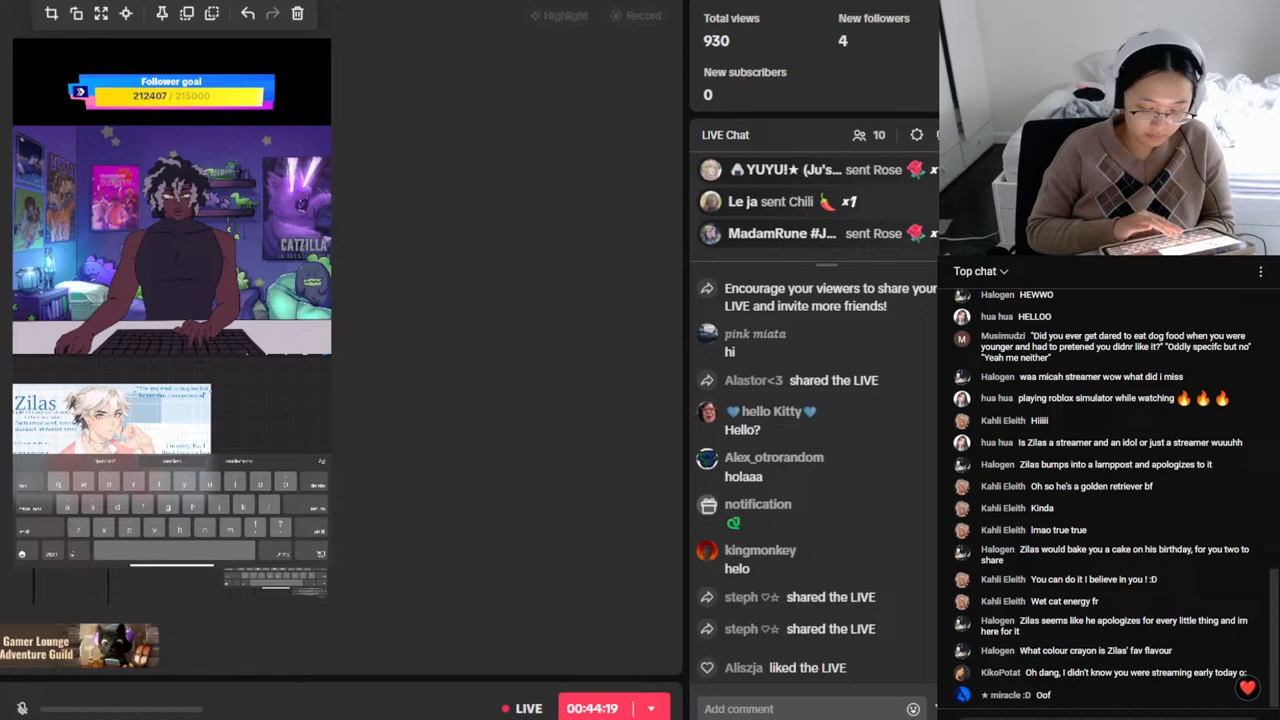 Highlight
Record
Follower goal
212407 / 215000
CATZILLA
Zilas
Gamer Lounge
Adventure Guild
LIVE
00:44:19
Total views
New followers
930
4
New subscribers
0
LIVE Chat
10
YUYU!★ (Ju's... sent Rose
Le ja sent Chili x1
MadamRune #J... sent Rose
Encourage your viewers to share your
LIVE and invite more friends!
pink miata
hi
Alastor<3 shared the LIVE
hello Kitty
Hello?
Alex_otrorandom
holaaa
notification
kingmonkey
helo
steph ♡☆ shared the LIVE
steph ♡☆ shared the LIVE
Aliszja liked the LIVE
Add comment
Top chat
Halogen HEWWO
hua hua HELLOO
Musimudzi "Did you ever get dared to eat dog food when you were
younger and had to pretened you didnr like it?" "Oddly specifc but no"
"Yeah me neither"
Halogen waa micah streamer wow what did i miss
hua hua playing roblox simulator while watching 🔥🔥🔥
Kahli Eleith Hiiiii
hua hua Is Zilas a streamer and an idol or just a streamer wuuuhh
Halogen Zilas bumps into a lamppost and apologizes to it
Kahli Eleith Oh so he's a golden retriever bf
Kahli Eleith Kinda
Kahli Eleith lmao true true
Halogen Zilas would bake you a cake on his birthday, for you two to
share
Kahli Eleith You can do it I believe in you ! :D
Kahli Eleith Wet cat energy fr
Halogen Zilas seems like he apologizes for every little thing and im
here for it
Halogen What colour crayon is Zilas' fav flavour
KikoPotat Oh dang, I didn't know you were streaming early today o:
★ miracle :D Oof